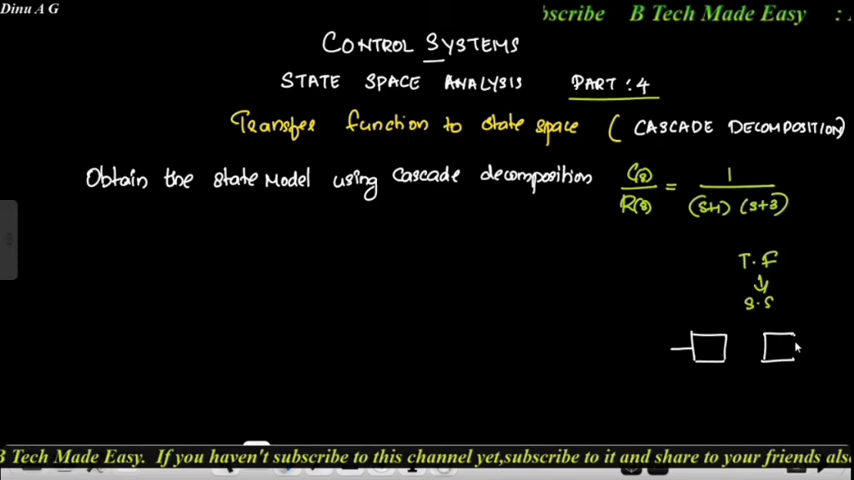 Dinu A G
bscribe B Tech Made Easy :
CONTROL SYSTEMS
STATE SPACE ANALYSIS PART : 4
Transfer function to state space ( CASCADE DECOMPOSITION)
Obtain the state Model using Cascade decomposition C(s)/R(s) = 1/(s+1) (s+3)
T.F
↓
S.S
B Tech Made Easy. If you haven't subscribe to this channel yet,subscribe to it and share to your friends als